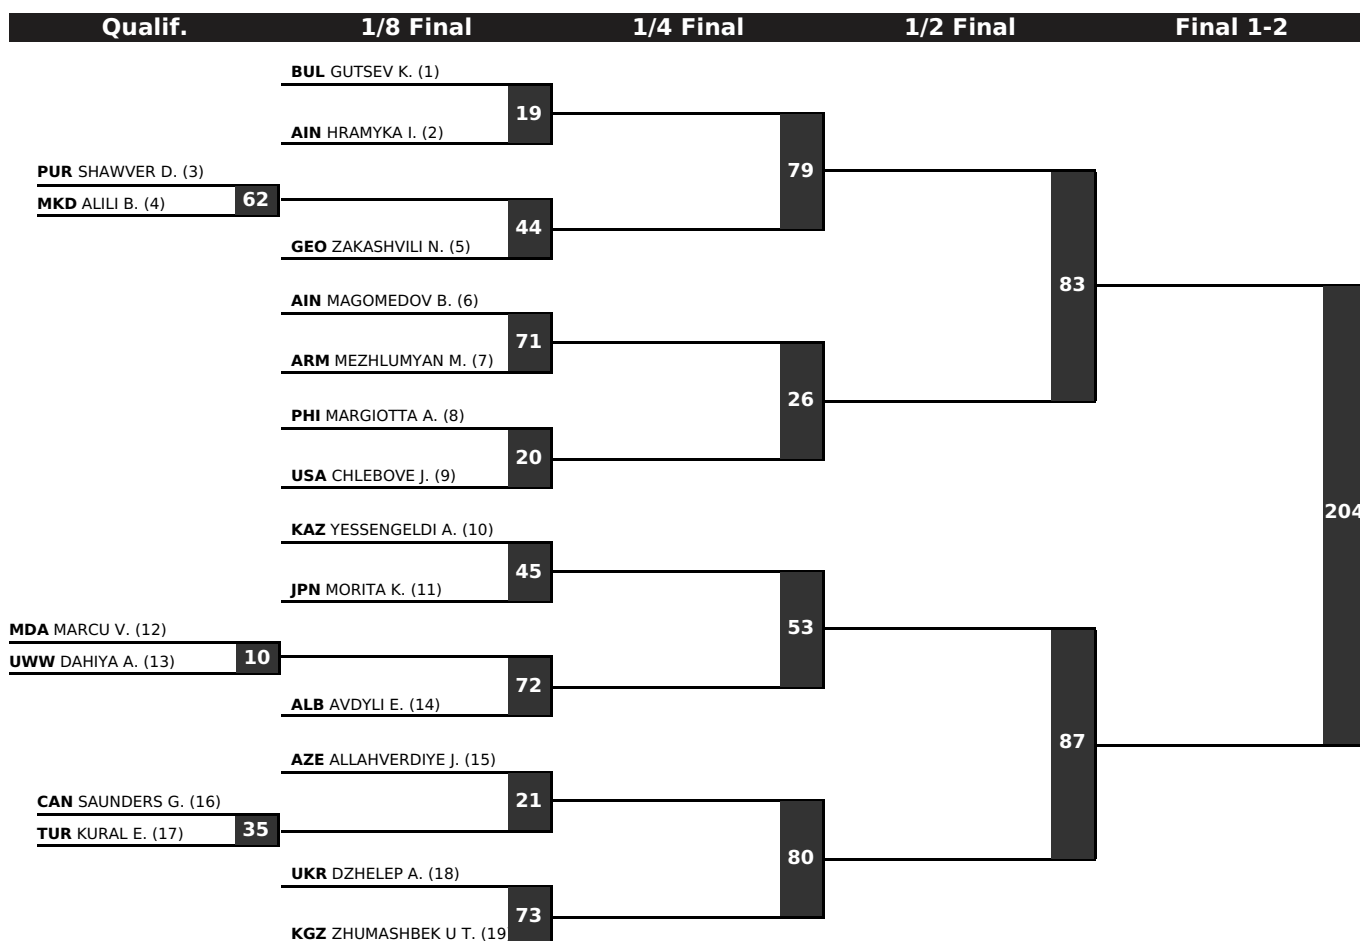 Qualif.
1/8 Final
1/4 Final
1/2 Final
Final 1-2
BUL GUTSEV K. (1)
19
AIN HRAMYKA I. (2)
79
PUR SHAWVER D. (3)
MKD ALILI B. (4)
62
44
GEO ZAKASHVILI N. (5)
83
AIN MAGOMEDOV B. (6)
71
ARM MEZHLUMYAN M. (7)
26
PHI MARGIOTTA A. (8)
20
USA CHLEBOVE J. (9)
204
KAZ YESSENGELDI A. (10)
45
JPN MORITA K. (11)
53
MDA MARCU V. (12)
UWW DAHIYA A. (13)
10
72
ALB AVDYLI E. (14)
87
AZE ALLAHVERDIYE J. (15)
21
CAN SAUNDERS G. (16)
TUR KURAL E. (17)
35
80
UKR DZHELEP A. (18)
73
KGZ ZHUMASHBEK U T. (19